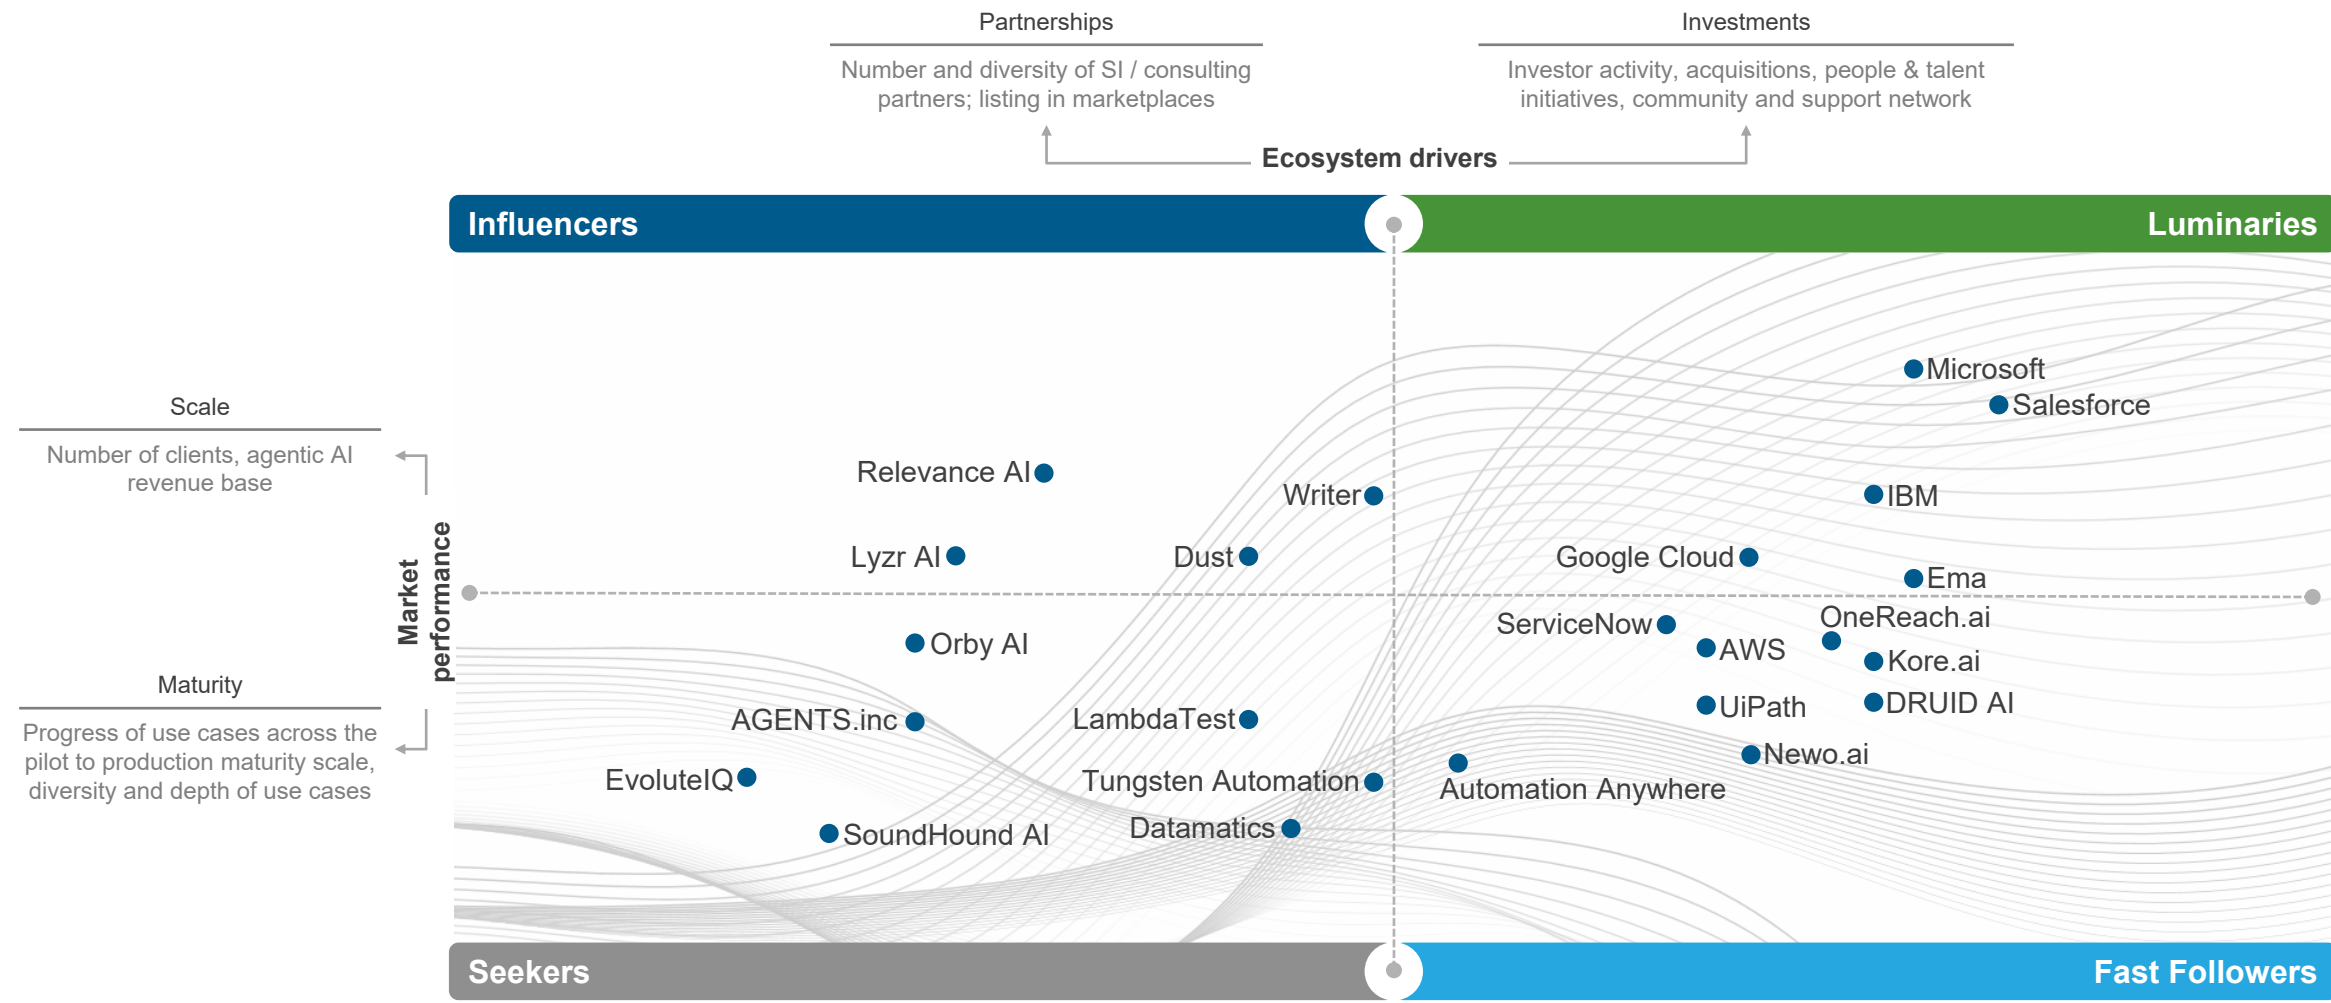 Partnerships
Number and diversity of SI / consulting
partners; listing in marketplaces
Investments
Investor activity, acquisitions, people & talent
initiatives, community and support network
Ecosystem drivers
Influencers
Luminaries
Scale
Number of clients, agentic AI
revenue base
Market
performance
Maturity
Progress of use cases across the
pilot to production maturity scale,
diversity and depth of use cases
Microsoft
Salesforce
Relevance AI
Writer
IBM
Lyzr AI
Dust
Google Cloud
Ema
OneReach.ai
ServiceNow
Orby AI
AWS
Kore.ai
DRUID AI
UiPath
AGENTS.inc
LambdaTest
Newo.ai
EvoluteIQ
Tungsten Automation
Automation Anywhere
SoundHound AI
Datamatics
Seekers
Fast Followers